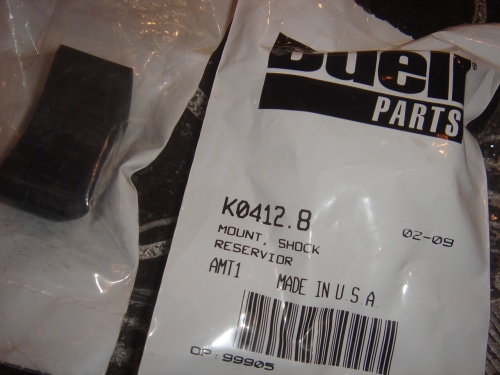 Buell
PARTS
K0412.8
MOUNT, SHOCK
RESERVIOR
02-09
AMT1 MADE IN U.S.A
OP:99905